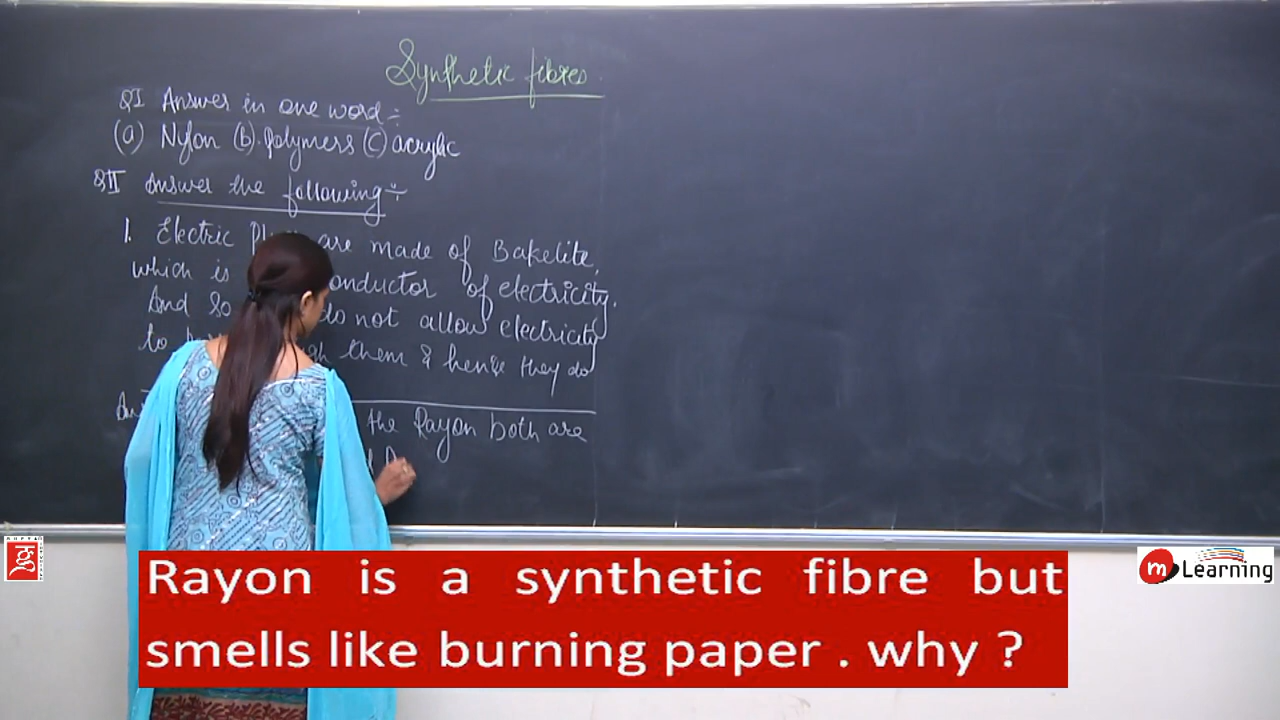 Synthetic fibres.
QI Answer in one word:-
(a) Nylon (b). Polymers (c) acrylic
QII Answer the following:-
1. Electric are made of Bakelite,
which is onductor of electricity.
And So do not allow electricity
to them & hence they do
the Rayon both are
Rayon is a synthetic fibre but
smells like burning paper . why ?
m Learning